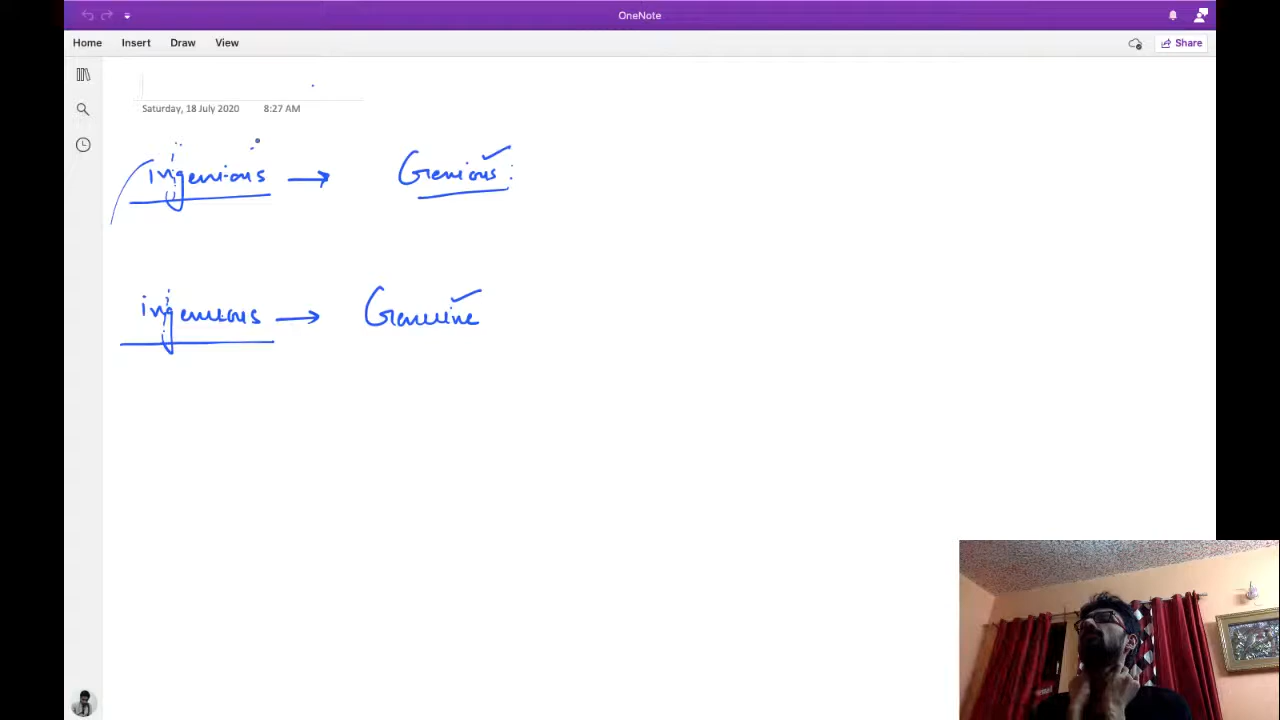 OneNote
Home Insert Draw View Share
Saturday, 18 July 2020 8:27 AM
ingenious → Genious :
ingenuous → Genuine